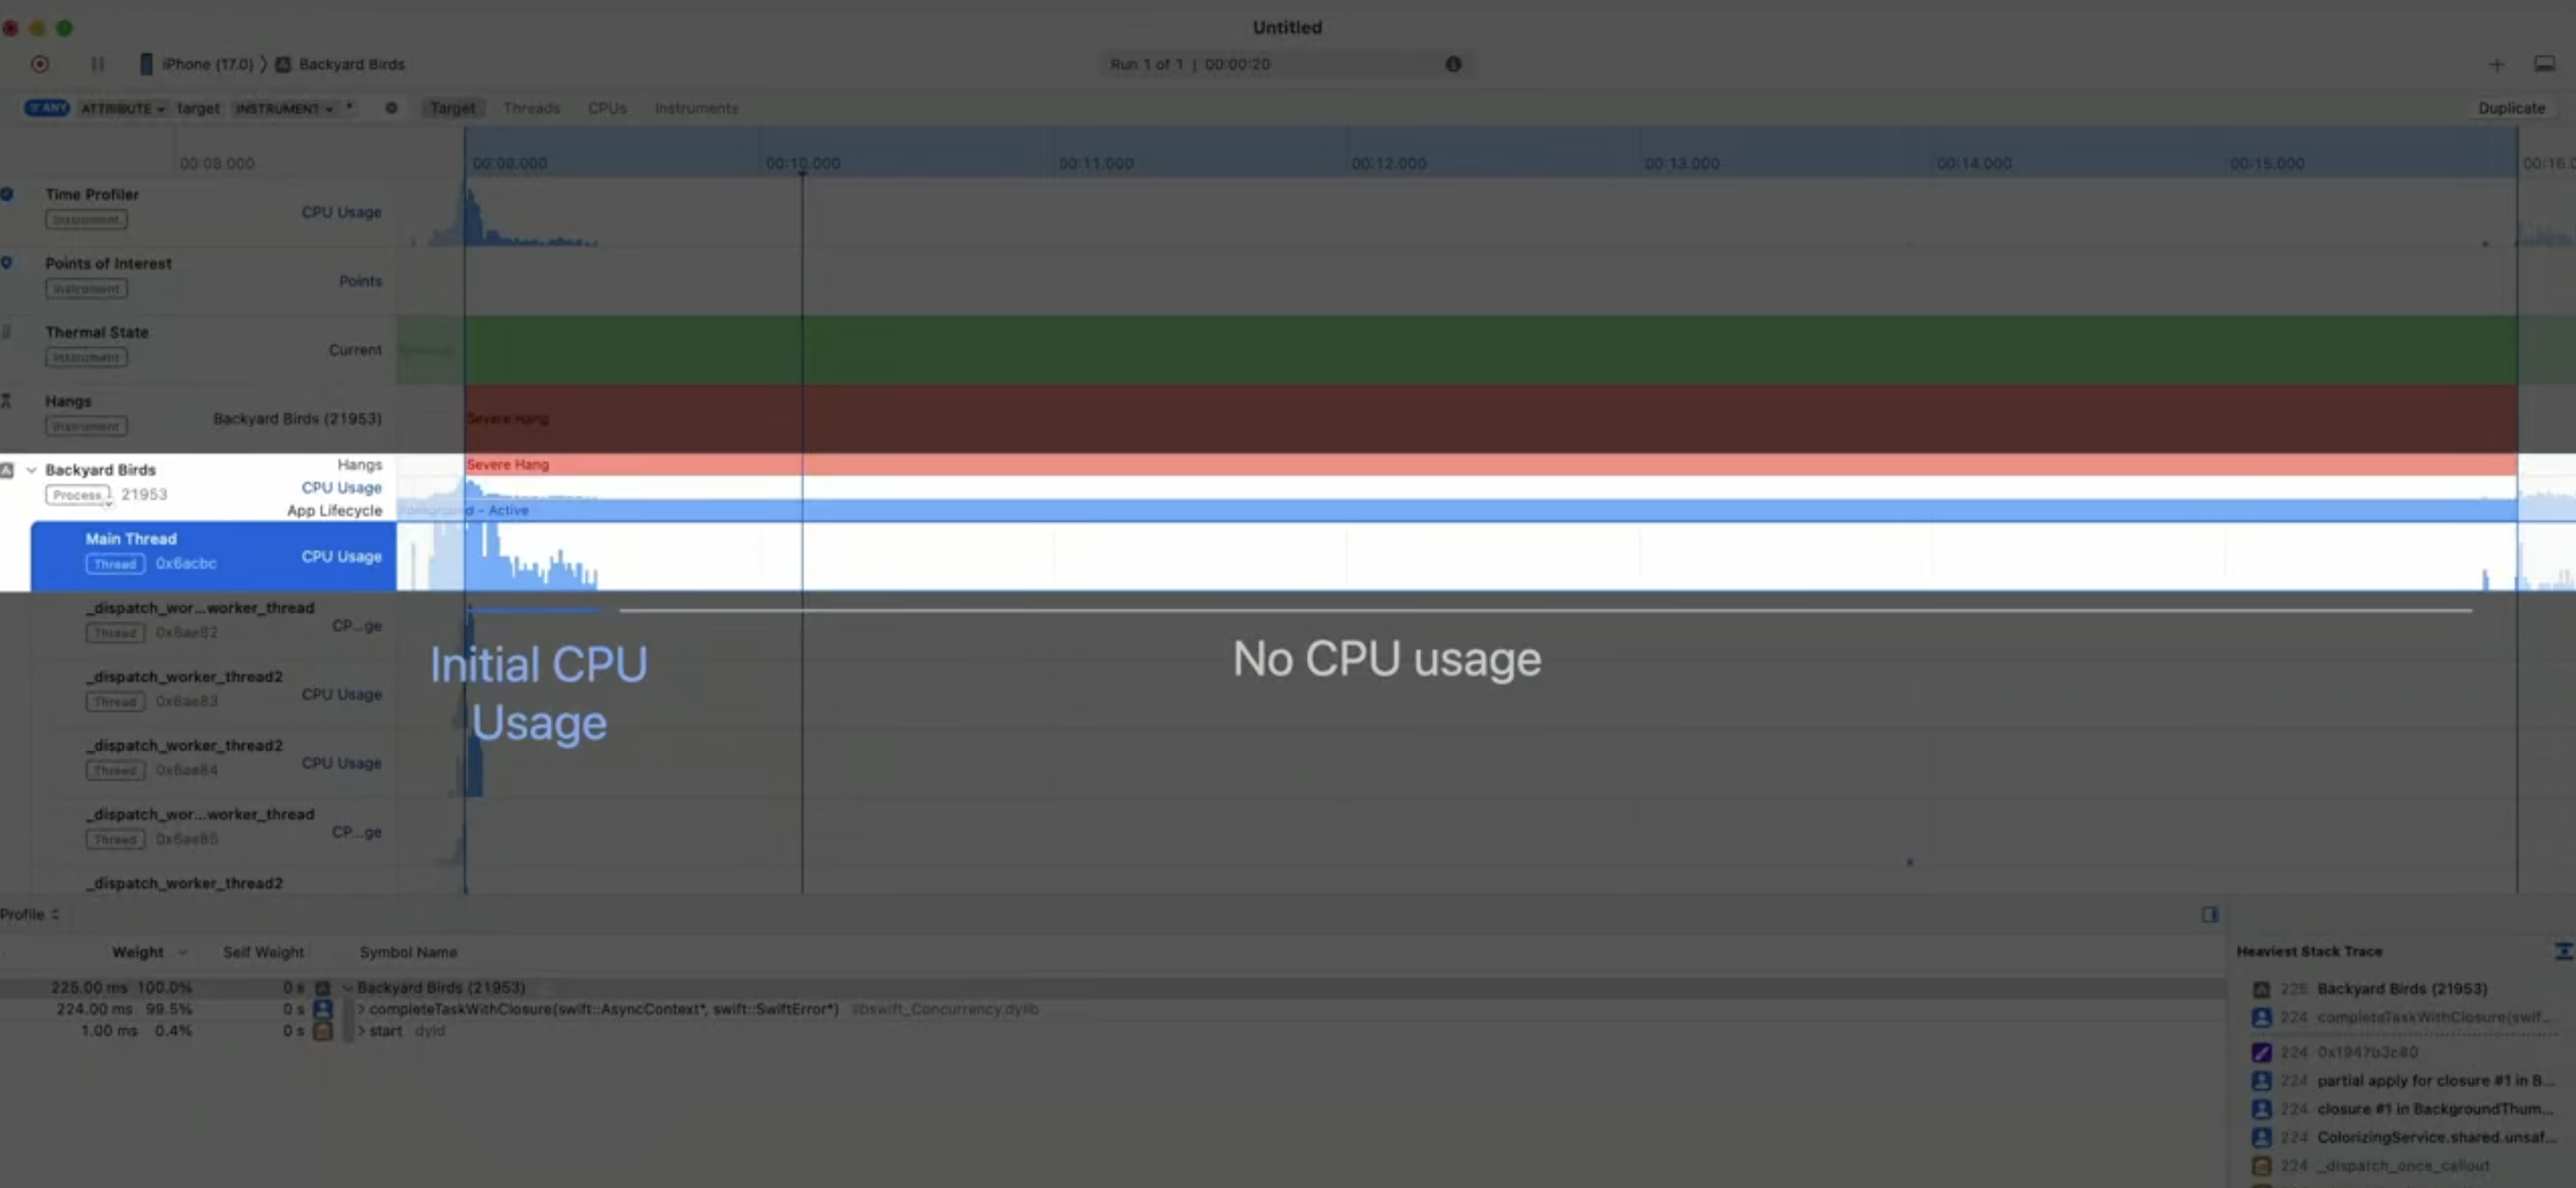 Untitled
iPhone (17.0) 〉 Backyard Birds
Run 1 of 1 | 00:00:20
ANY ATTRIBUTE target INSTRUMENT
Target Threads CPUs Instruments
Duplicate
00:08.000 00:09.000 00:10.000 00:11.000 00:12.000 00:13.000 00:14.000 00:15.000
Time Profiler
Instrument
CPU Usage
Points of Interest
Instrument
Points
Thermal State
Instrument
Current
Hangs
Instrument
Backyard Birds (21953)
Severe Hang
Backyard Birds
Process 21953
Hangs
Severe Hang
CPU Usage
App Lifecycle
- Active
Main Thread
Thread 0x6acbc
CPU Usage
_dispatch_wor...worker_thread
Thread 0x6ae82
CP...ge
_dispatch_worker_thread2
Thread 0x6ae83
CPU Usage
_dispatch_worker_thread2
Thread 0x6ae84
CPU Usage
_dispatch_wor...worker_thread
Thread 0x6ae85
CP...ge
_dispatch_worker_thread2
Initial CPU
Usage
No CPU usage
Profile
Weight Self Weight Symbol Name
225.00 ms 100.0% 0 s Backyard Birds (21953)
224.00 ms 99.5% 0 s completeTaskWithClosure(swift::AsyncContext*, swift::SwiftError*) libswift_Concurrency.dylib
1.00 ms 0.4% 0 s start dyld
Heaviest Stack Trace
225 Backyard Birds (21953)
224 completeTaskWithClosure(swif...
224 0x1947b3c80
224 partial apply for closure #1 in B...
224 closure #1 in BackgroundThum...
224 ColorizingService.shared.unsaf...
224 _dispatch_once_callout